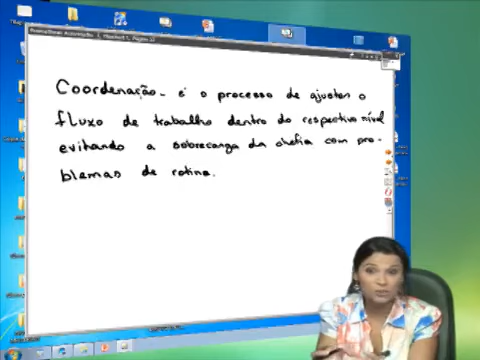 Coordenação - é o processo de ajustar o
fluxo de trabalho dentro do respectivo nível
evitando a sobrecarga da chefia com pro-
blemas de rotina.